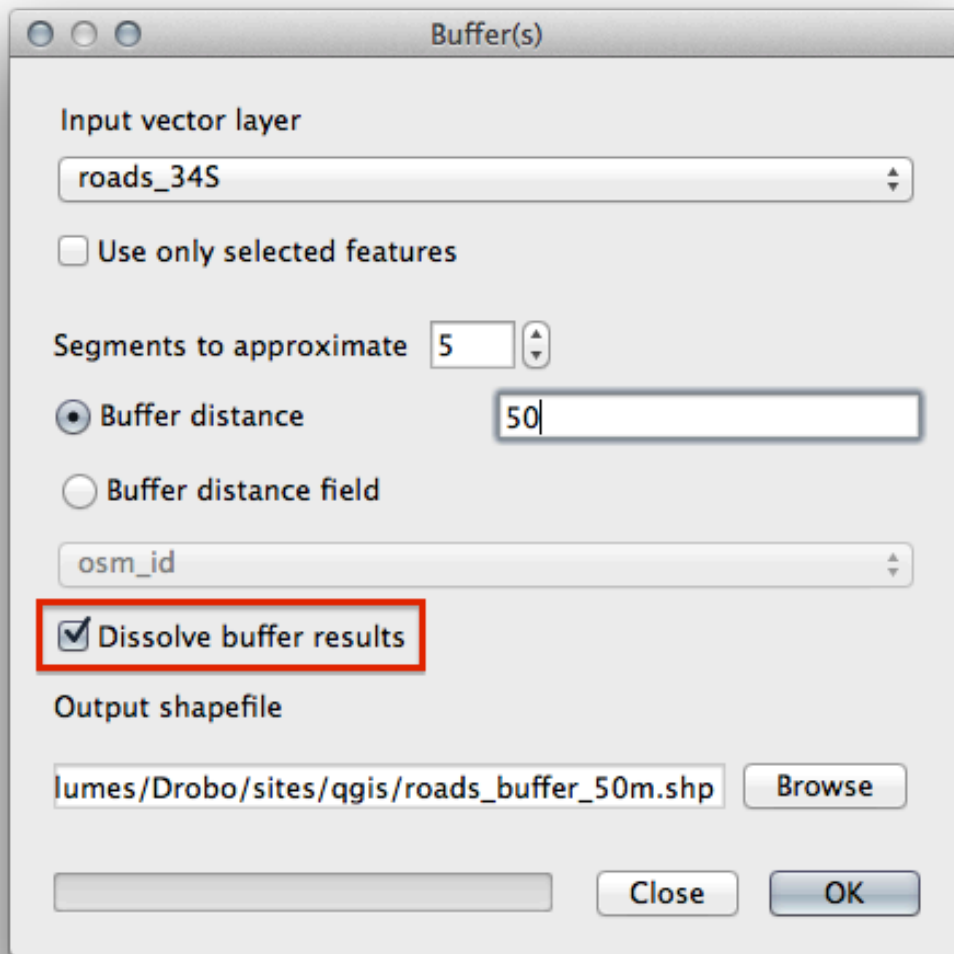 Buffer(s)
Input vector layer
roads_34S
Use only selected features
Segments to approximate 5
Buffer distance 50
Buffer distance field
osm_id
Dissolve buffer results
Output shapefile
lumes/Drobo/sites/qgis/roads_buffer_50m.shp Browse
Close OK